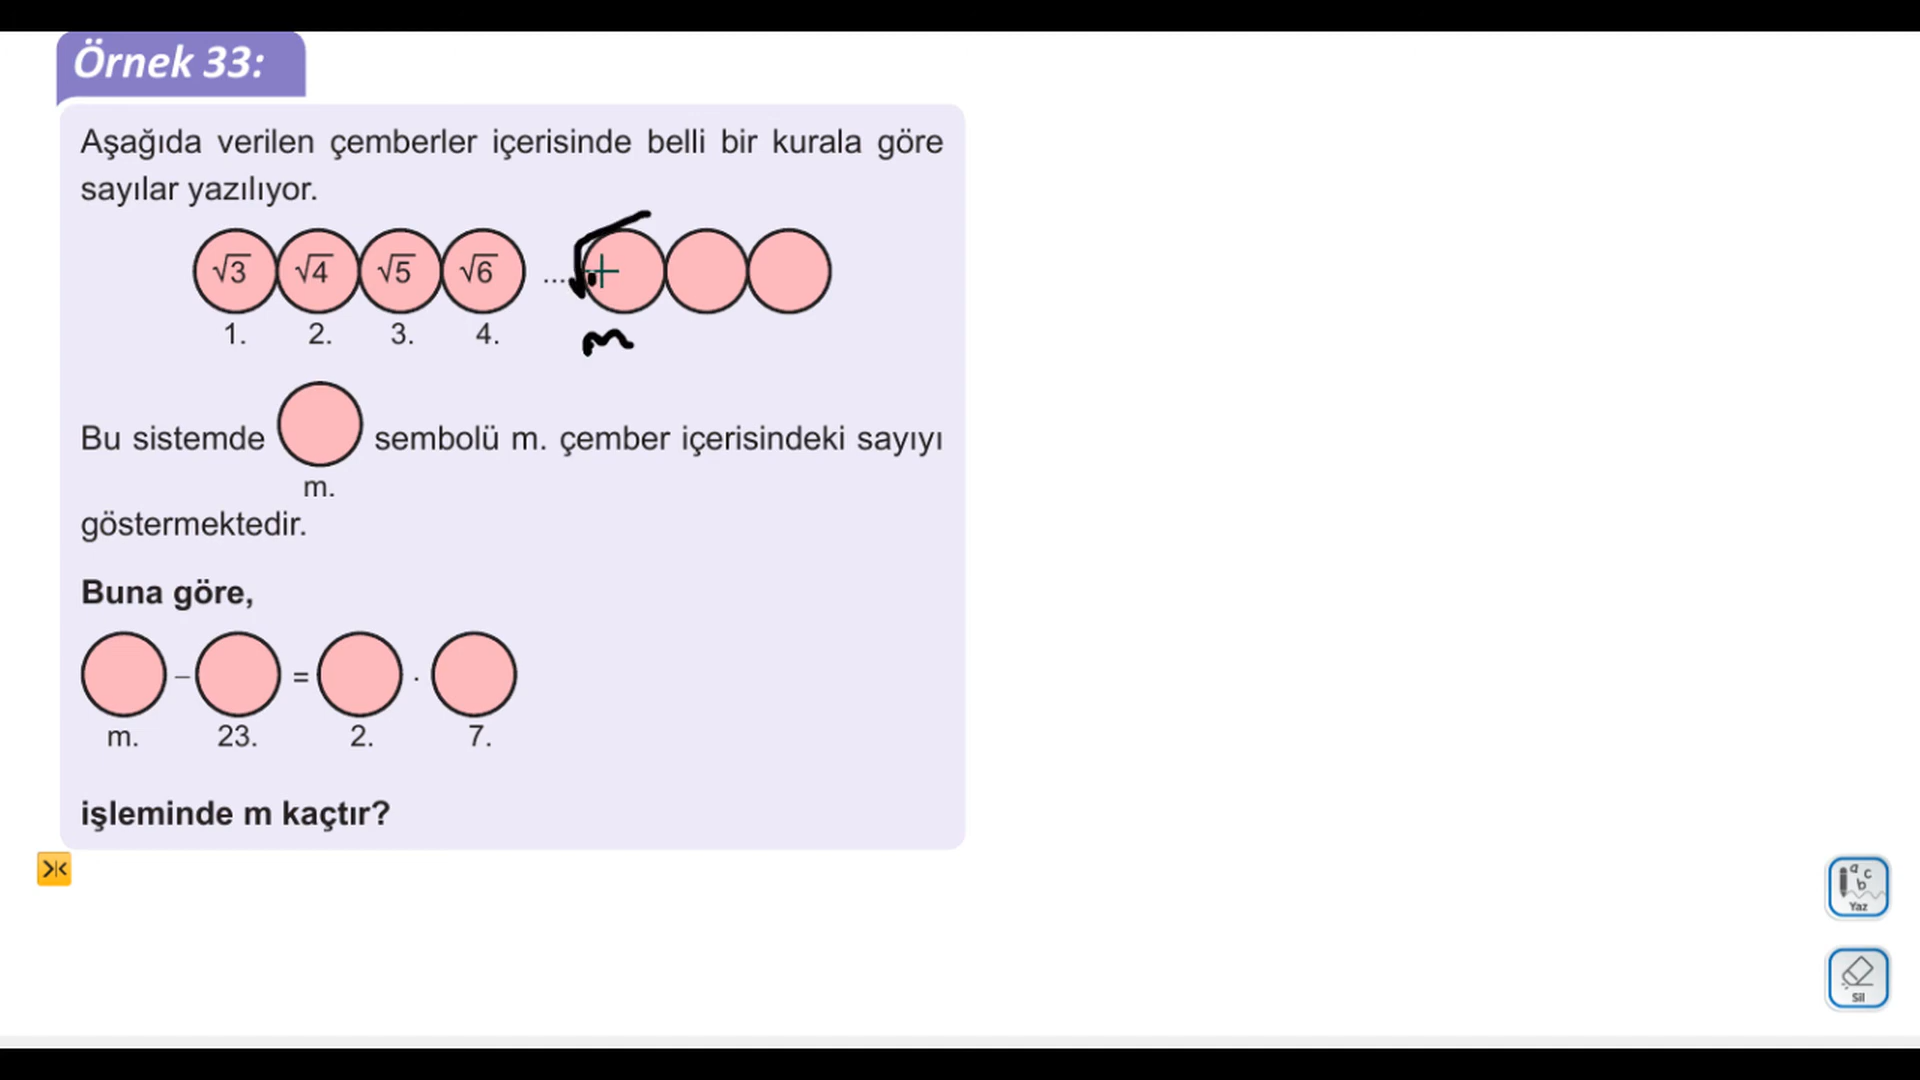 Örnek 33:
Aşağıda verilen çemberler içerisinde belli bir kurala göre
sayılar yazılıyor.
√3 √4 √5 √6 ...
1. 2. 3. 4. m
Bu sistemde sembolü m. çember içerisindeki sayıyı
m.
göstermektedir.
Buna göre,
– = ·
m. 23. 2. 7.
işleminde m kaçtır?
a b c
Yaz
Sil